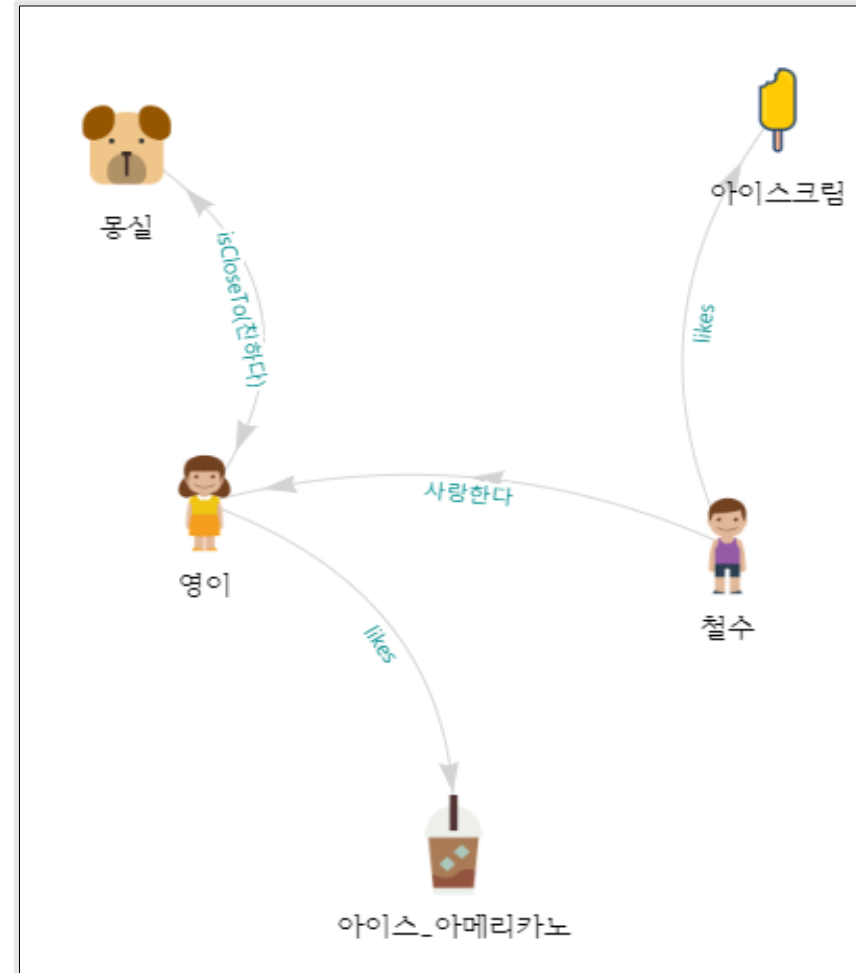 아이스크림
몽실
isCloseTo(친하다)
likes
사랑한다
영이
철수
likes
아이스_아메리카노